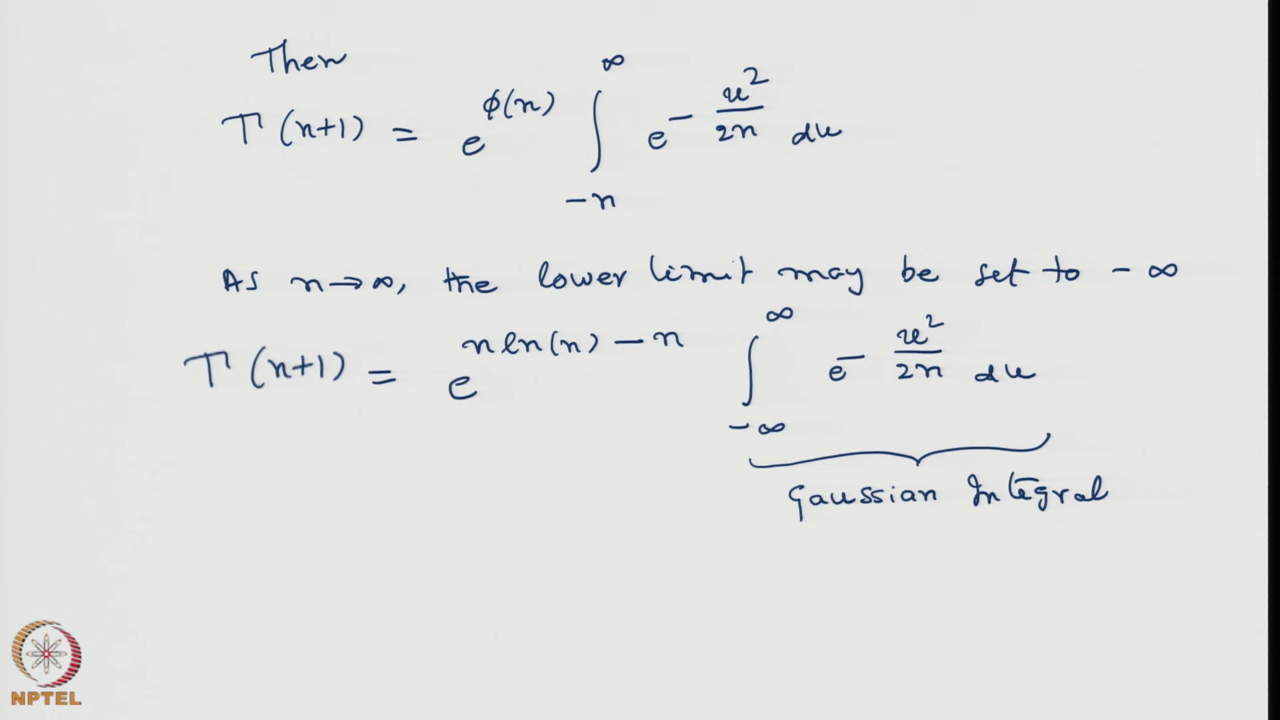 Then
Γ(n+1) = e^{φ(n)} ∫_{-n}^{∞} e^{-u²/2n} du
As n→∞, the lower limit may be set to -∞
Γ(n+1) = e^{n ln(n) - n} ∫_{-∞}^{∞} e^{-u²/2n} du
Gaussian Integral
NPTEL